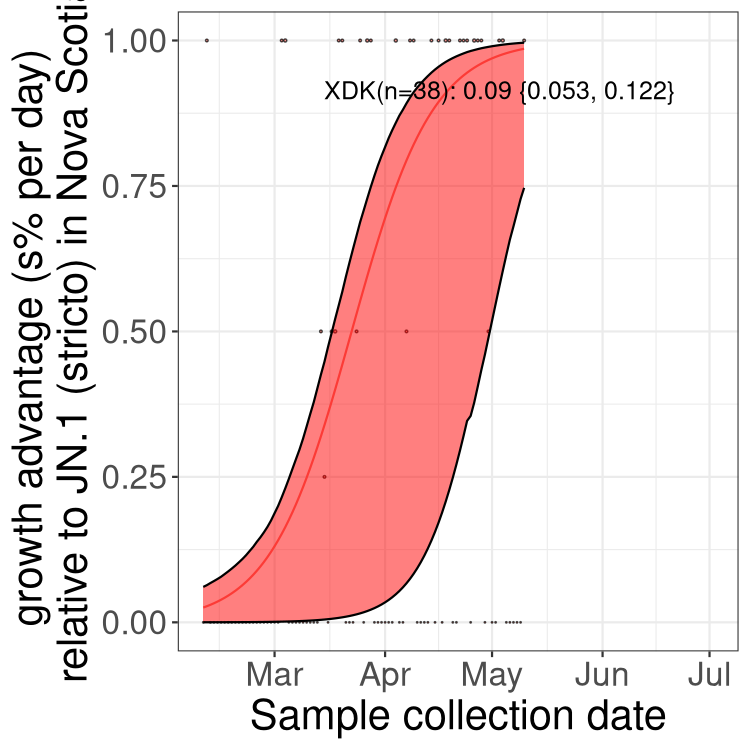 growth advantage (s% per day)
relative to JN.1 (stricto) in Nova Scotia
1.00
0.75
0.50
0.25
0.00
XDK(n=38): 0.09 {0.053, 0.122}
Mar Apr May Jun Jul
Sample collection date